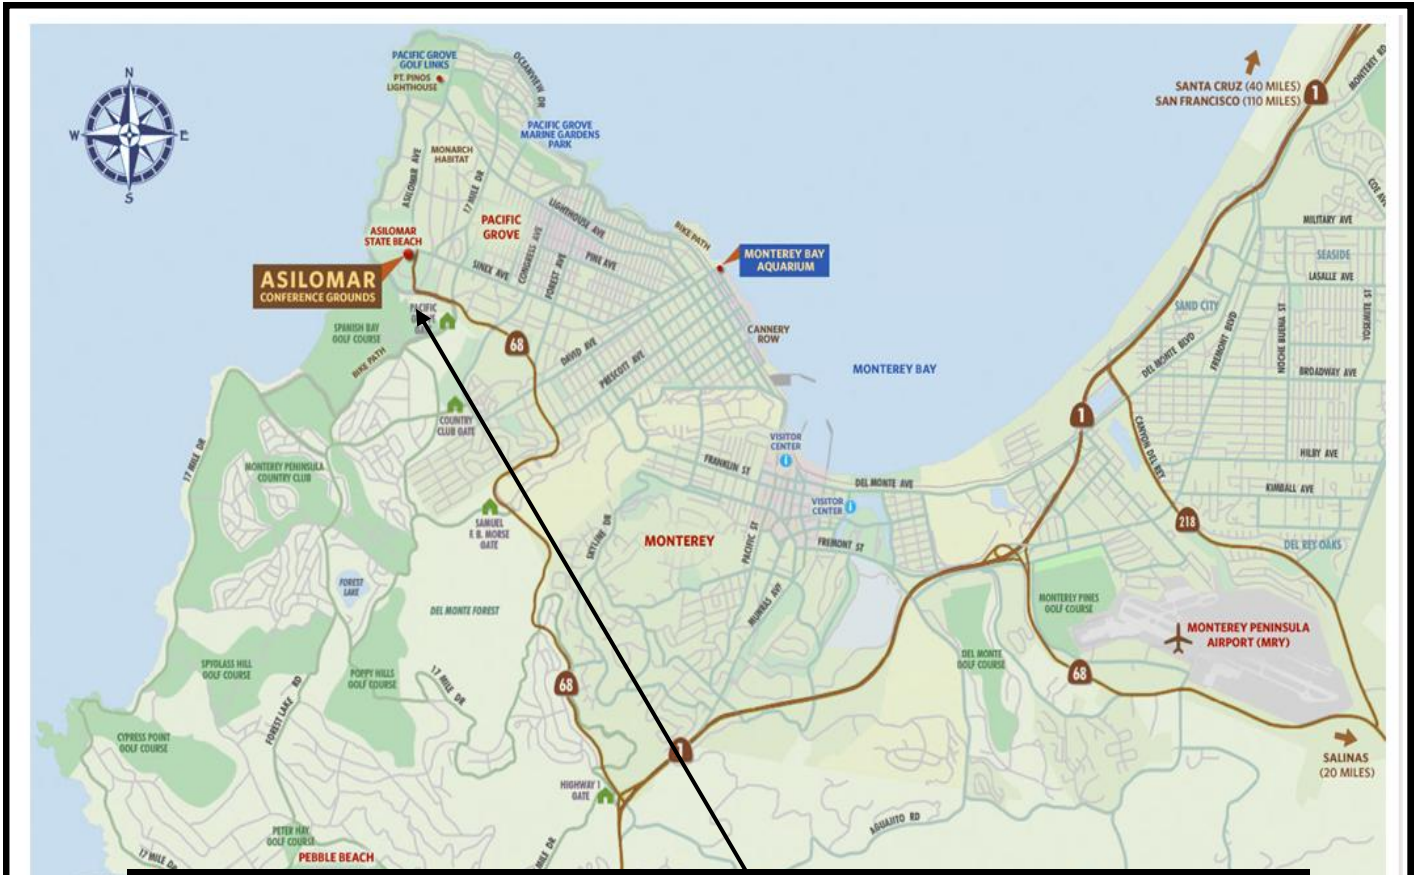 PACIFIC GROVE
GOLF LINKS
PT. PINOS
LIGHTHOUSE
OCEANVIEW DR
SANTA CRUZ (40 MILES)
SAN FRANCISCO (110 MILES)
1
MONTEREY RD
N
W
E
S
PACIFIC GROVE
MARINE GARDENS
PARK
MONARCH
HABITAT
ASILOMAR AVE
17 MILE DR
COE AVE
LIGHTHOUSE AVE
PACIFIC
GROVE
MILITARY AVE
ASILOMAR
STATE BEACH
BIKE PATH
CONGRESS AVE
FOREST AVE
PINE AVE
SINEX AVE
MONTEREY BAY
AQUARIUM
SEASIDE
LASALLE AVE
ASILOMAR
CONFERENCE GROUNDS
PACIFIC
SPANISH BAY
GOLF COURSE
BIKE PATH
68
DAVID AVE
PRESCOTT AVE
CANNERY
ROW
SAND CITY
DEL MONTE BLVD
FREMONT BLVD
NOCHE BUENA ST
YOSEMITE ST
BROADWAY AVE
MONTEREY BAY
COUNTRY
CLUB GATE
1
CANYON DEL REY
17 MILE DR
VISITOR
CENTER
HILBY AVE
MONTEREY PENINSULA
COUNTRY CLUB
FRANKLIN ST
DEL MONTE AVE
KIMBALL AVE
VISITOR
CENTER
SAMUEL
F. B. MORSE
GATE
SKYLINE DR
MONTEREY
PACIFIC ST
FREMONT ST
218
DEL REY OAKS
FOREST
LAKE
DEL MONTE FOREST
MUNRAS AVE
MONTEREY PINES
GOLF COURSE
MONTEREY PENINSULA
AIRPORT (MRY)
SPYGLASS HILL
GOLF COURSE
POPPY HILLS
GOLF COURSE
17 MILE DR
68
DEL MONTE
GOLF COURSE
68
FOREST LAKE RD
CYPRESS POINT
GOLF COURSE
1
SALINAS
(20 MILES)
HIGHWAY 1
GATE
AGUAJITO RD
PETER HAY
GOLF COURSE
PEBBLE BEACH
17 MILE DR
MILE DR